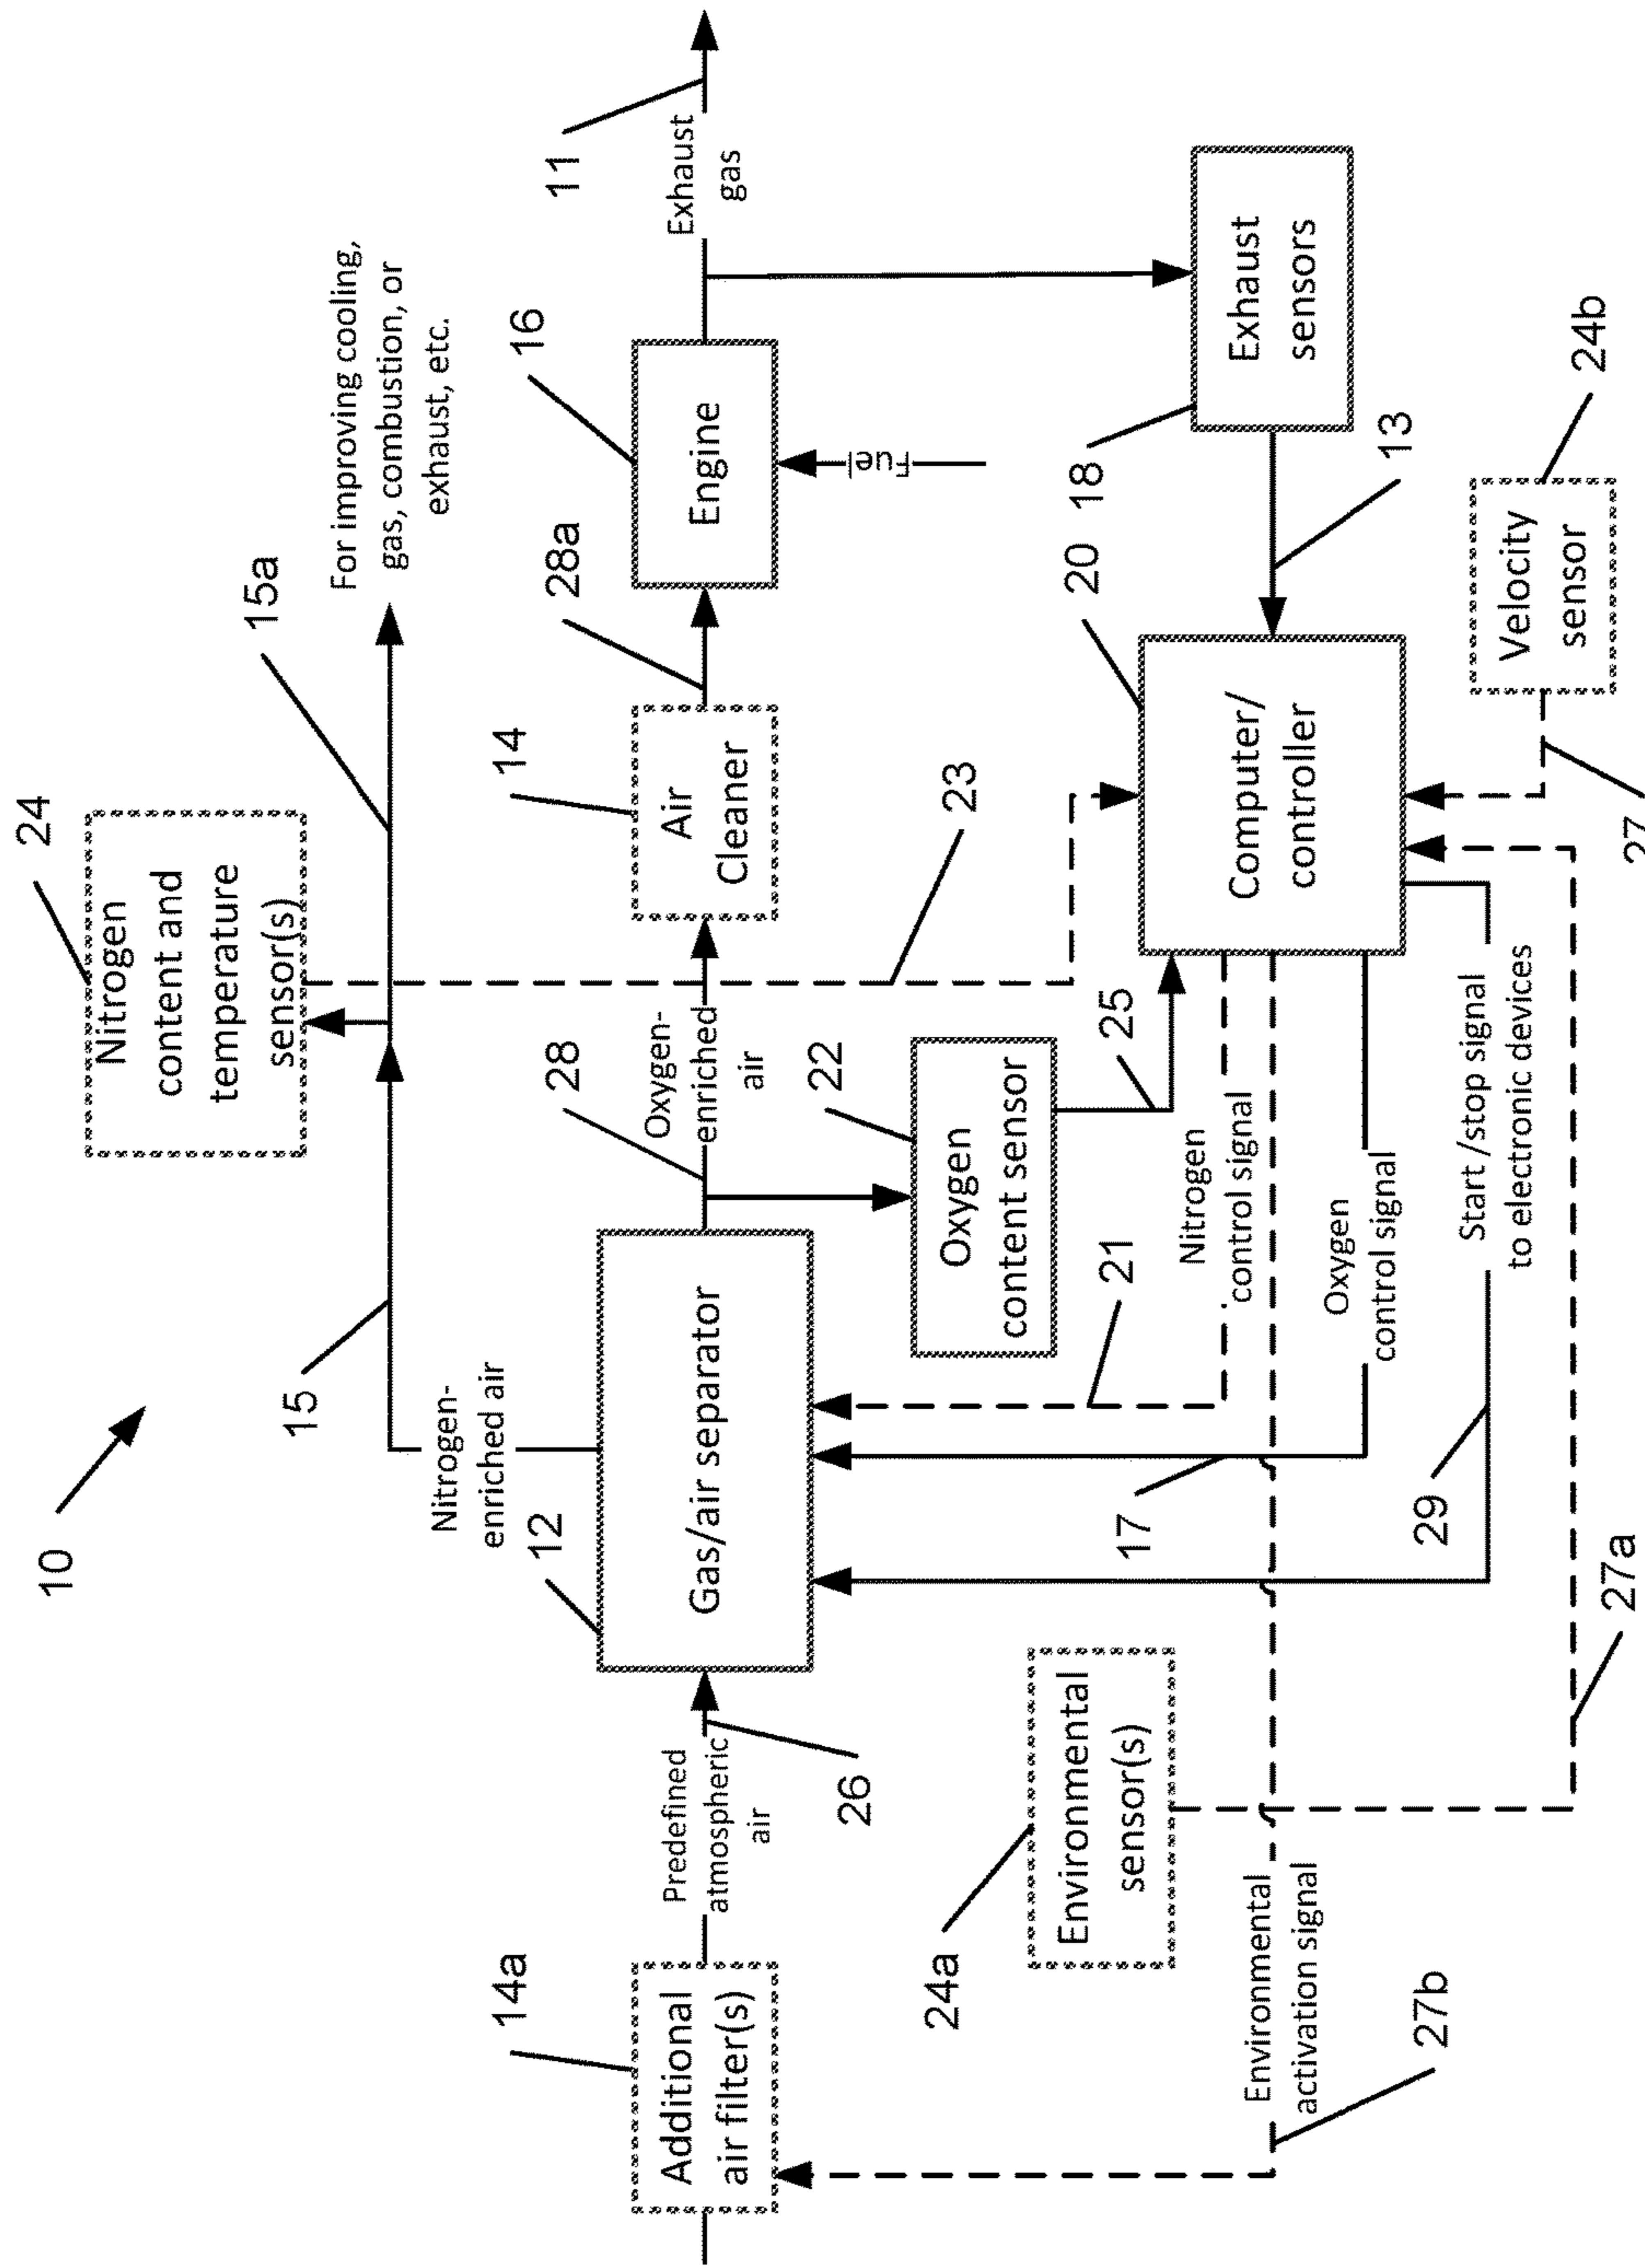 10
24
Nitrogen
content and
temperature
sensor(s)
15
15a
For improving cooling,
gas, combustion, or
exhaust, etc.
Nitrogen-
enriched air
14a
12
28
14
28a
16
11
Additional
air filter(s)
Predefined
atmospheric
air
26
Gas/air separator
Oxygen-
enriched
air
Air
Cleaner
Engine
Exhaust
gas
Fuel
22
23
24a
Oxygen
content sensor
25
Environmental
sensor(s)
17
21
20
18
Nitrogen
control signal
Computer/
controller
Exhaust
sensors
Environmental
activation signal
Oxygen
control signal
13
27b
29
Start /stop signal
to electronic devices
Velocity
sensor
24b
27a
27